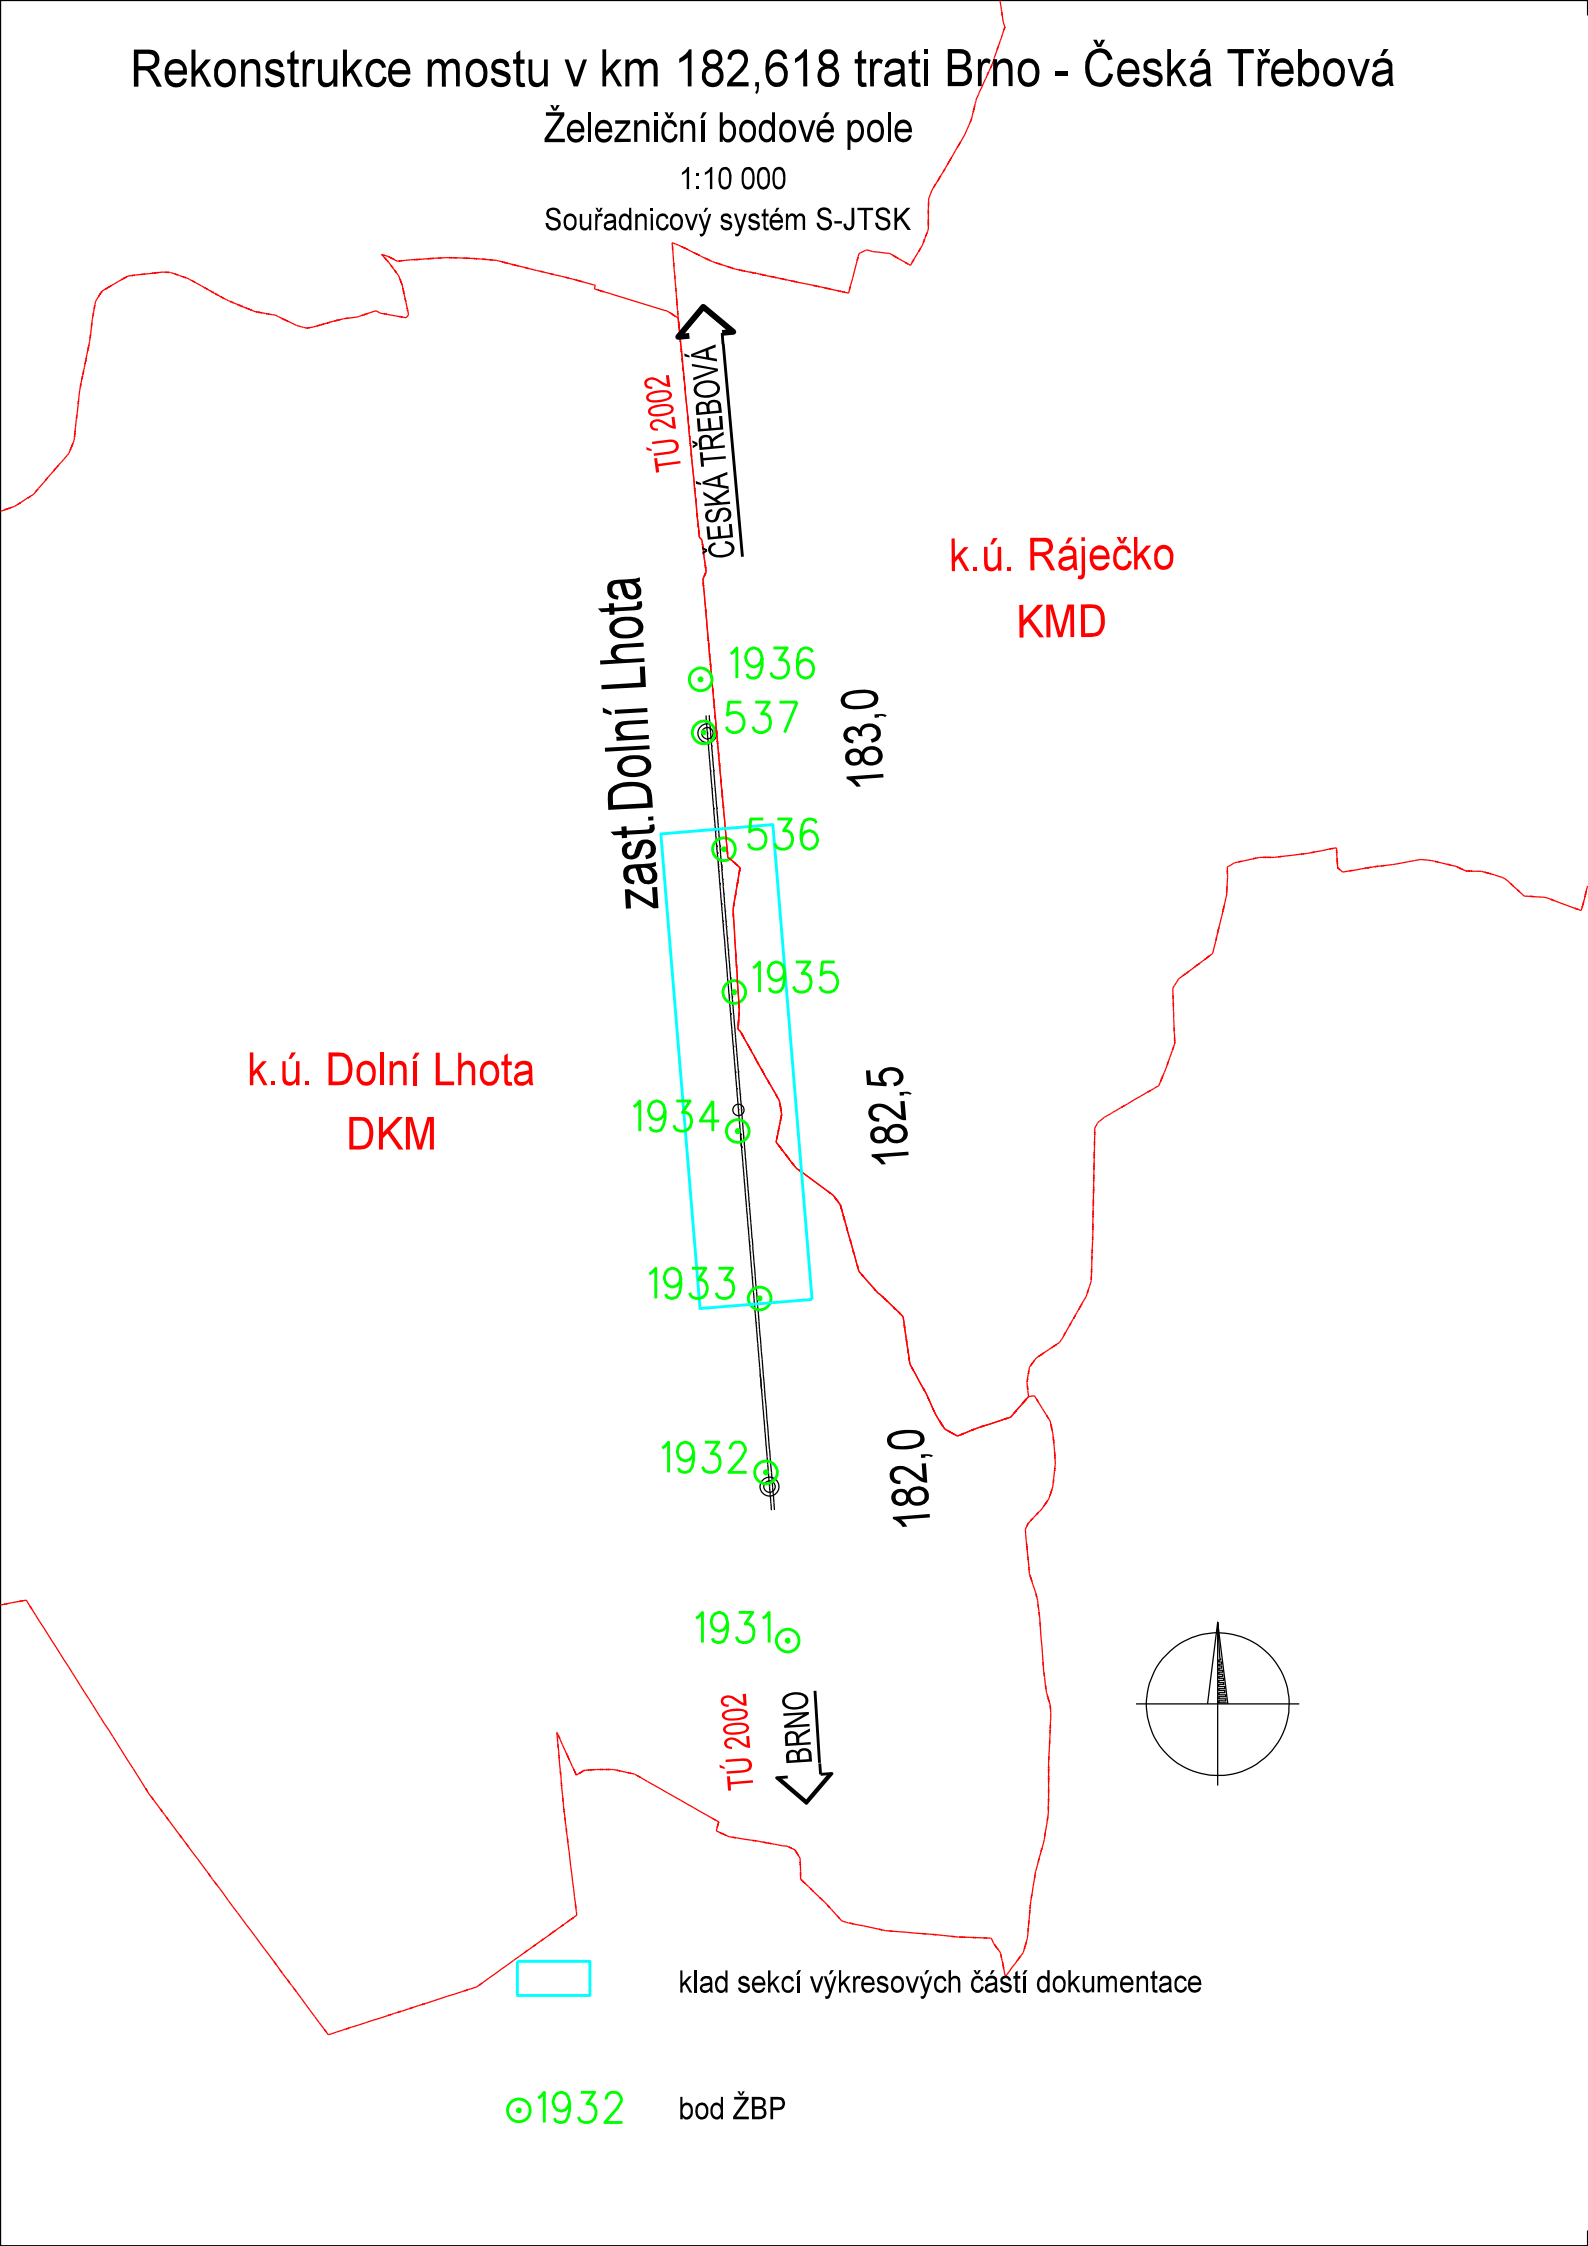 Rekonstrukce mostu v km 182,618 trati Brno - Česká Třebová
Železniční bodové pole
1:10 000
Souřadnicový systém S-JTSK
TÚ 2002
ČESKÁ TŘEBOVÁ
k.ú. Ráječko
KMD
zast.Dolní Lhota
1936
537
183,0
536
1935
k.ú. Dolní Lhota
DKM
1934
182,5
1933
1932
182,0
1931
TÚ 2002
BRNO
klad sekcí výkresových částí dokumentace
1932
bod ŽBP